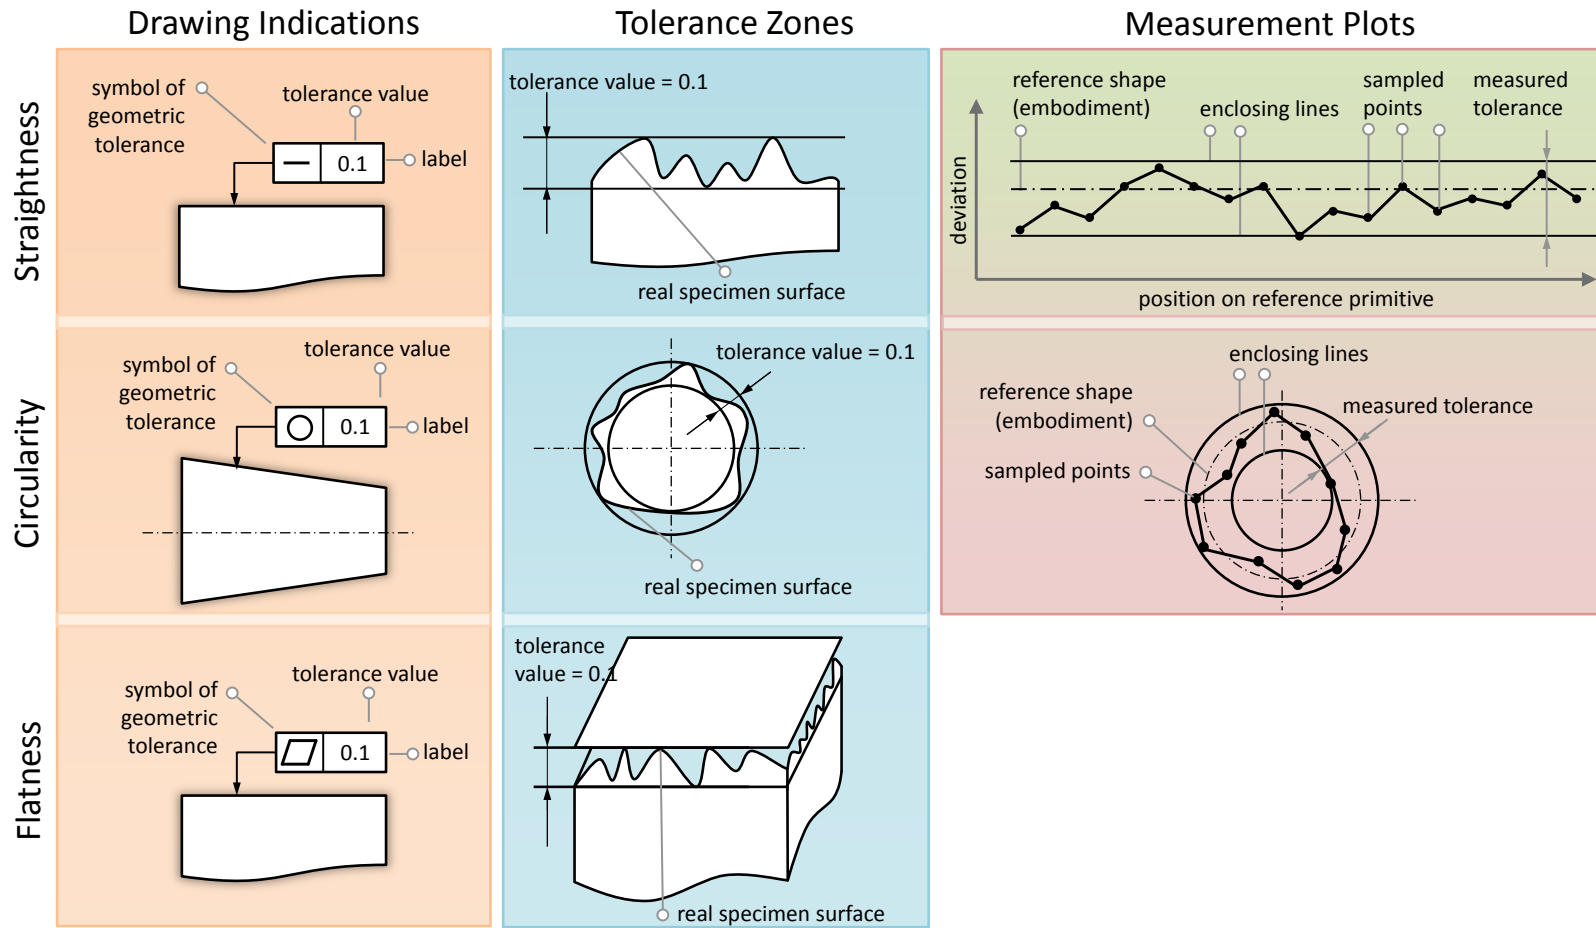 Drawing Indications
Tolerance Zones
Measurement Plots
Straightness
symbol of
geometric
tolerance
tolerance value
0.1
label
tolerance value = 0.1
real specimen surface
reference shape
(embodiment)
enclosing lines
sampled
points
measured
tolerance
deviation
position on reference primitive
Circularity
symbol of
geometric
tolerance
tolerance value
0.1
label
tolerance value = 0.1
real specimen surface
enclosing lines
reference shape
(embodiment)
measured tolerance
sampled points
Flatness
symbol of
geometric
tolerance
tolerance value
0.1
label
tolerance
value = 0.1
real specimen surface